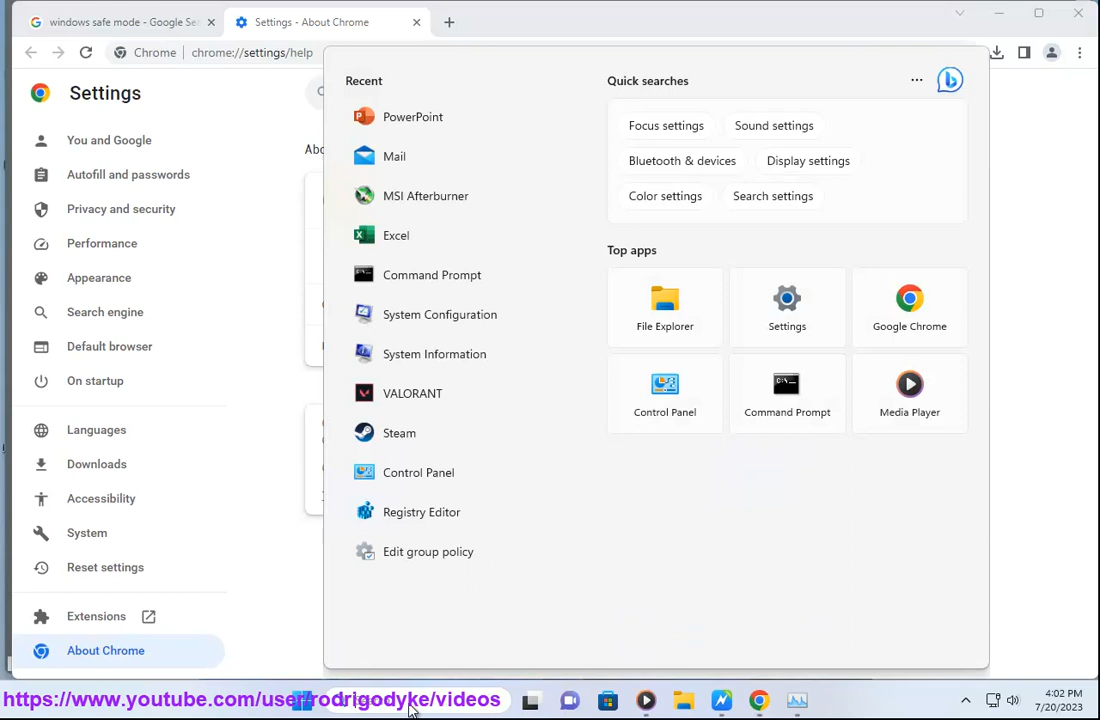 windows safe mode - Google Se
Settings - About Chrome
Chrome
chrome://settings/help
Settings
You and Google
Autofill and passwords
Privacy and security
Performance
Appearance
Search engine
Default browser
On startup
Languages
Downloads
Accessibility
System
Reset settings
Extensions
About Chrome
Abo
Recent
PowerPoint
Mail
MSI Afterburner
Excel
Command Prompt
System Configuration
System Information
VALORANT
Steam
Control Panel
Registry Editor
Edit group policy
Quick searches
Focus settings
Sound settings
Bluetooth & devices
Display settings
Color settings
Search settings
Top apps
File Explorer
Settings
Google Chrome
Control Panel
Command Prompt
Media Player
https://www.youtube.com/user/rodrigodyke/videos
4:02 PM
7/20/2023